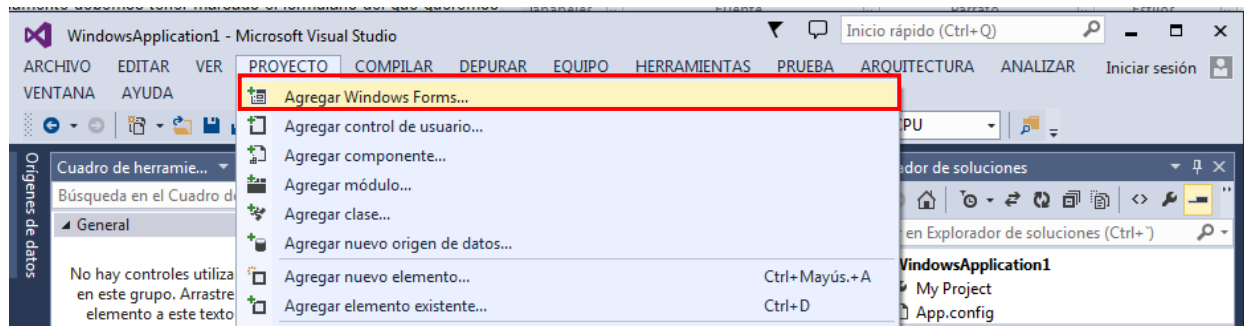 WindowsApplication1 - Microsoft Visual Studio
Inicio rápido (Ctrl+Q)
ARCHIVO EDITAR VER PROYECTO COMPILAR DEPURAR EQUIPO HERRAMIENTAS PRUEBA ARQUITECTURA ANALIZAR Iniciar sesión
VENTANA AYUDA
Agregar Windows Forms...
Agregar control de usuario...
Agregar componente...
Agregar módulo...
Agregar clase...
Agregar nuevo origen de datos...
Agregar nuevo elemento... Ctrl+Mayús.+A
Agregar elemento existente... Ctrl+D
Orígenes de datos
Cuadro de herramie...
Búsqueda en el Cuadro de
General
No hay controles utiliza
en este grupo. Arrastre
elemento a este texto
PU
ador de soluciones
en Explorador de soluciones (Ctrl+`)
WindowsApplication1
My Project
App.config